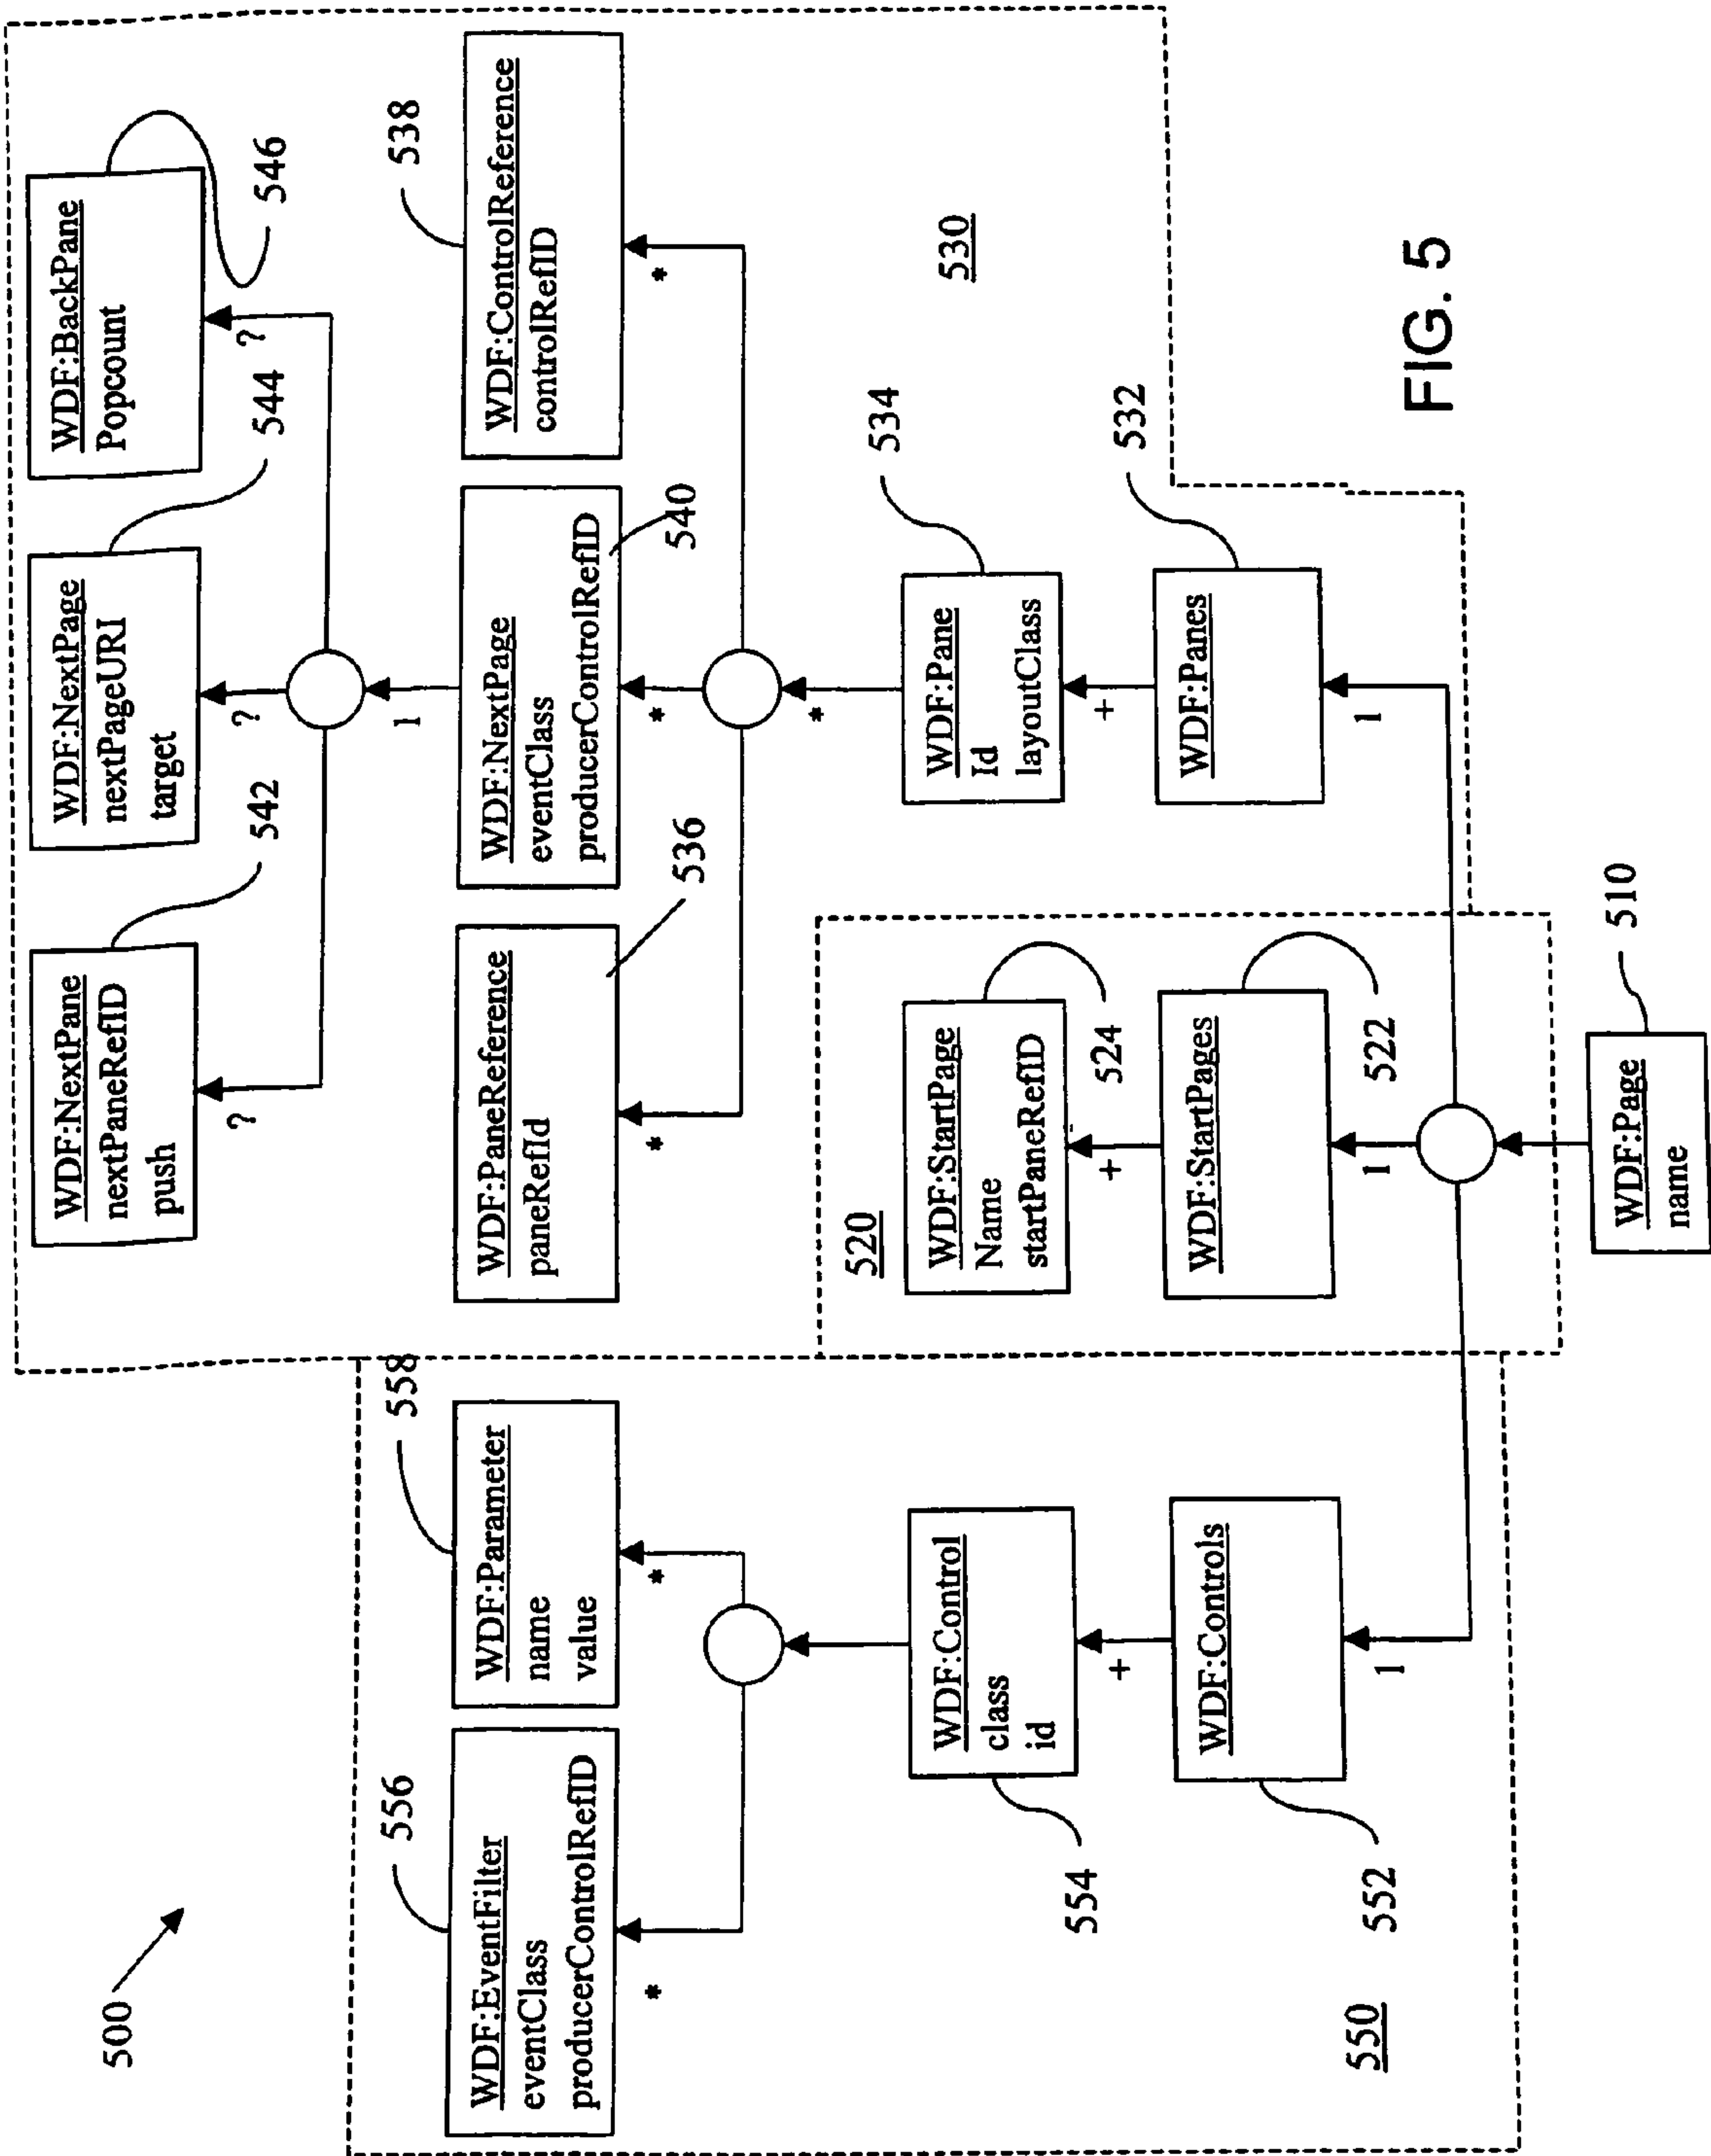 500
WDF:EventFilter
eventClass
producerControlRefID
556
WDF:Parameter
name
value
558
*
*
WDF:Control
class
id
554
+
WDF:Controls
552
1
550
WDF:NextPane
nextPaneRefID
push
542
?
WDF:NextPage
nextPageURI
target
544
?
WDF:BackPane
Popcount
546
?
1
WDF:PaneReference
paneRefId
536
*
WDF:NextPage
eventClass
producerControlRefID
540
*
WDF:ControlReference
controlRefID
538
*
*
530
WDF:Pane
Id
layoutClass
534
+
WDF:Panes
532
1
520
WDF:StartPage
Name
startPaneRefID
524
+
WDF:StartPages
522
1
WDF:Page
name
510
FIG. 5